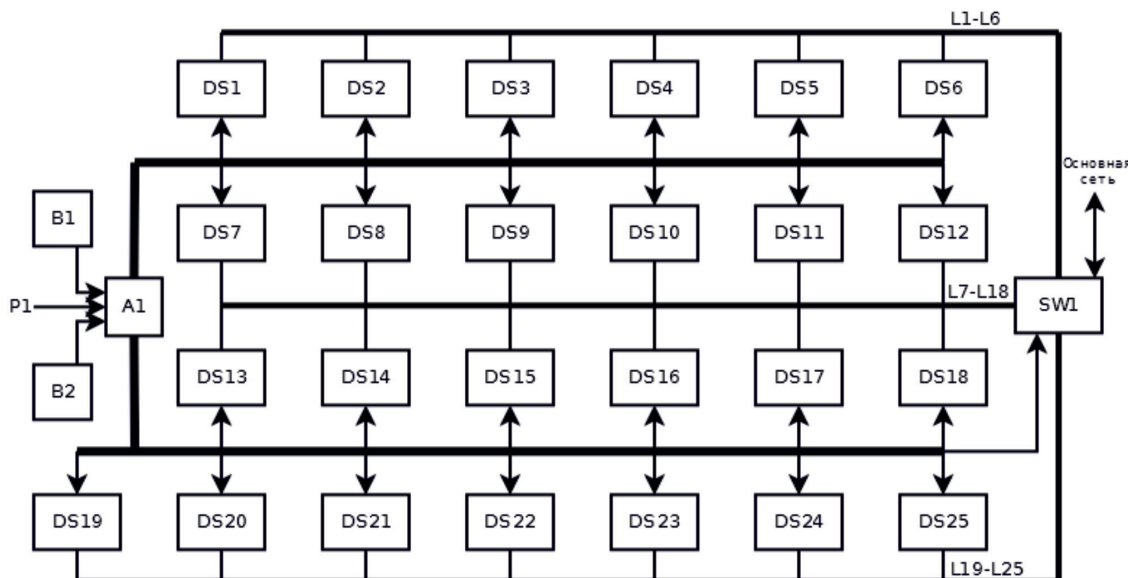 L1-L6
DS1 DS2 DS3 DS4 DS5 DS6
Основная
сеть
B1
DS7 DS8 DS9 DS10 DS11 DS12
P1 A1 L7-L18 SW1
B2
DS13 DS14 DS15 DS16 DS17 DS18
DS19 DS20 DS21 DS22 DS23 DS24 DS25
L19-L25